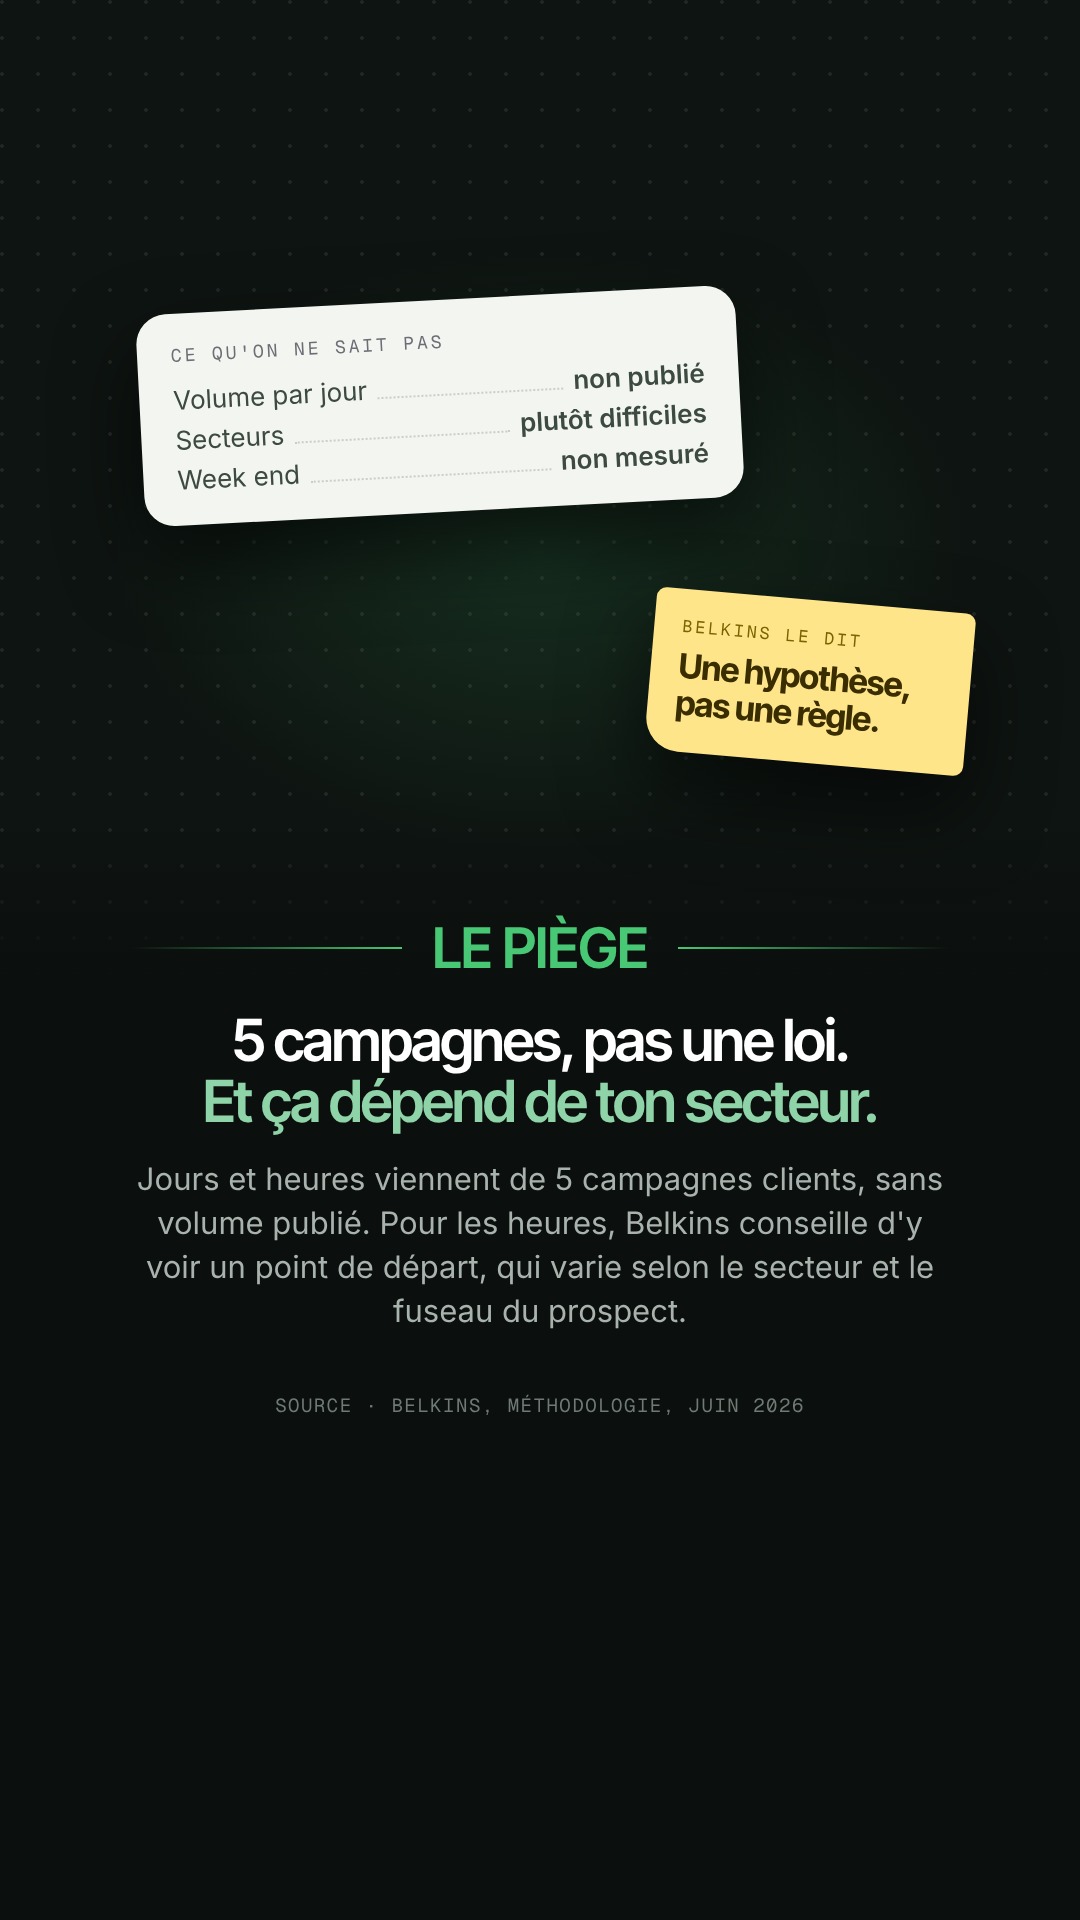 CE QU'ON NE SAIT PAS
Volume par jour non publié
Secteurs plutôt difficiles
Week end non mesuré
BELKINS LE DIT
Une hypothèse,
pas une règle.
LE PIÈGE
5 campagnes, pas une loi.
Et ça dépend de ton secteur.
Jours et heures viennent de 5 campagnes clients, sans
volume publié. Pour les heures, Belkins conseille d'y
voir un point de départ, qui varie selon le secteur et le
fuseau du prospect.
SOURCE · BELKINS, MÉTHODOLOGIE, JUIN 2026